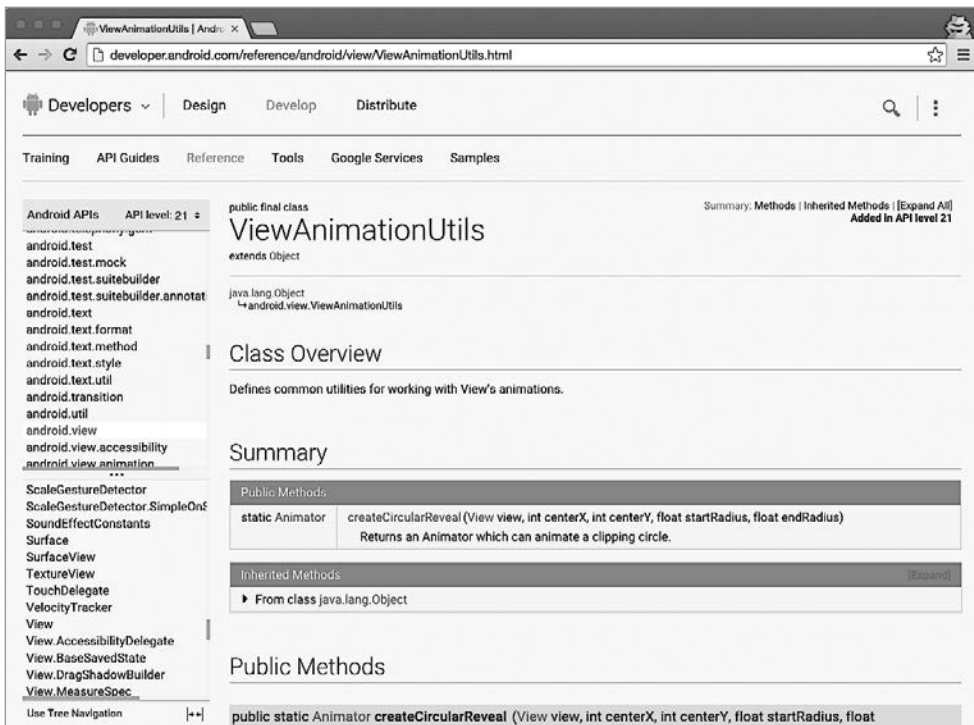 ViewAnimationUtils | Andro
developer.android.com/reference/android/view/ViewAnimationUtils.html
Developers
Design
Develop
Distribute
Training
API Guides
Reference
Tools
Google Services
Samples
Android APIs
API level: 21
android.telephony.gsm
android.test
android.test.mock
android.test.suitebuilder
android.test.suitebuilder.annotat
android.text
android.text.format
android.text.method
android.text.style
android.text.util
android.transition
android.util
android.view
android.view.accessibility
android.view.animation
ScaleGestureDetector
ScaleGestureDetector.SimpleOnS
SoundEffectConstants
Surface
SurfaceView
TextureView
TouchDelegate
VelocityTracker
View
View.AccessibilityDelegate
View.BaseSavedState
View.DragShadowBuilder
View.MeasureSpec
Use Tree Navigation
public final class
Summary: Methods | Inherited Methods | [Expand All]
Added in API level 21
ViewAnimationUtils
extends Object
java.lang.Object
↳android.view.ViewAnimationUtils
Class Overview
Defines common utilities for working with View's animations.
Summary
Public Methods
static Animator createCircularReveal(View view, int centerX, int centerY, float startRadius, float endRadius)
Returns an Animator which can animate a clipping circle.
Inherited Methods [Expand]
From class java.lang.Object
Public Methods
public static Animator createCircularReveal (View view, int centerX, int centerY, float startRadius, float